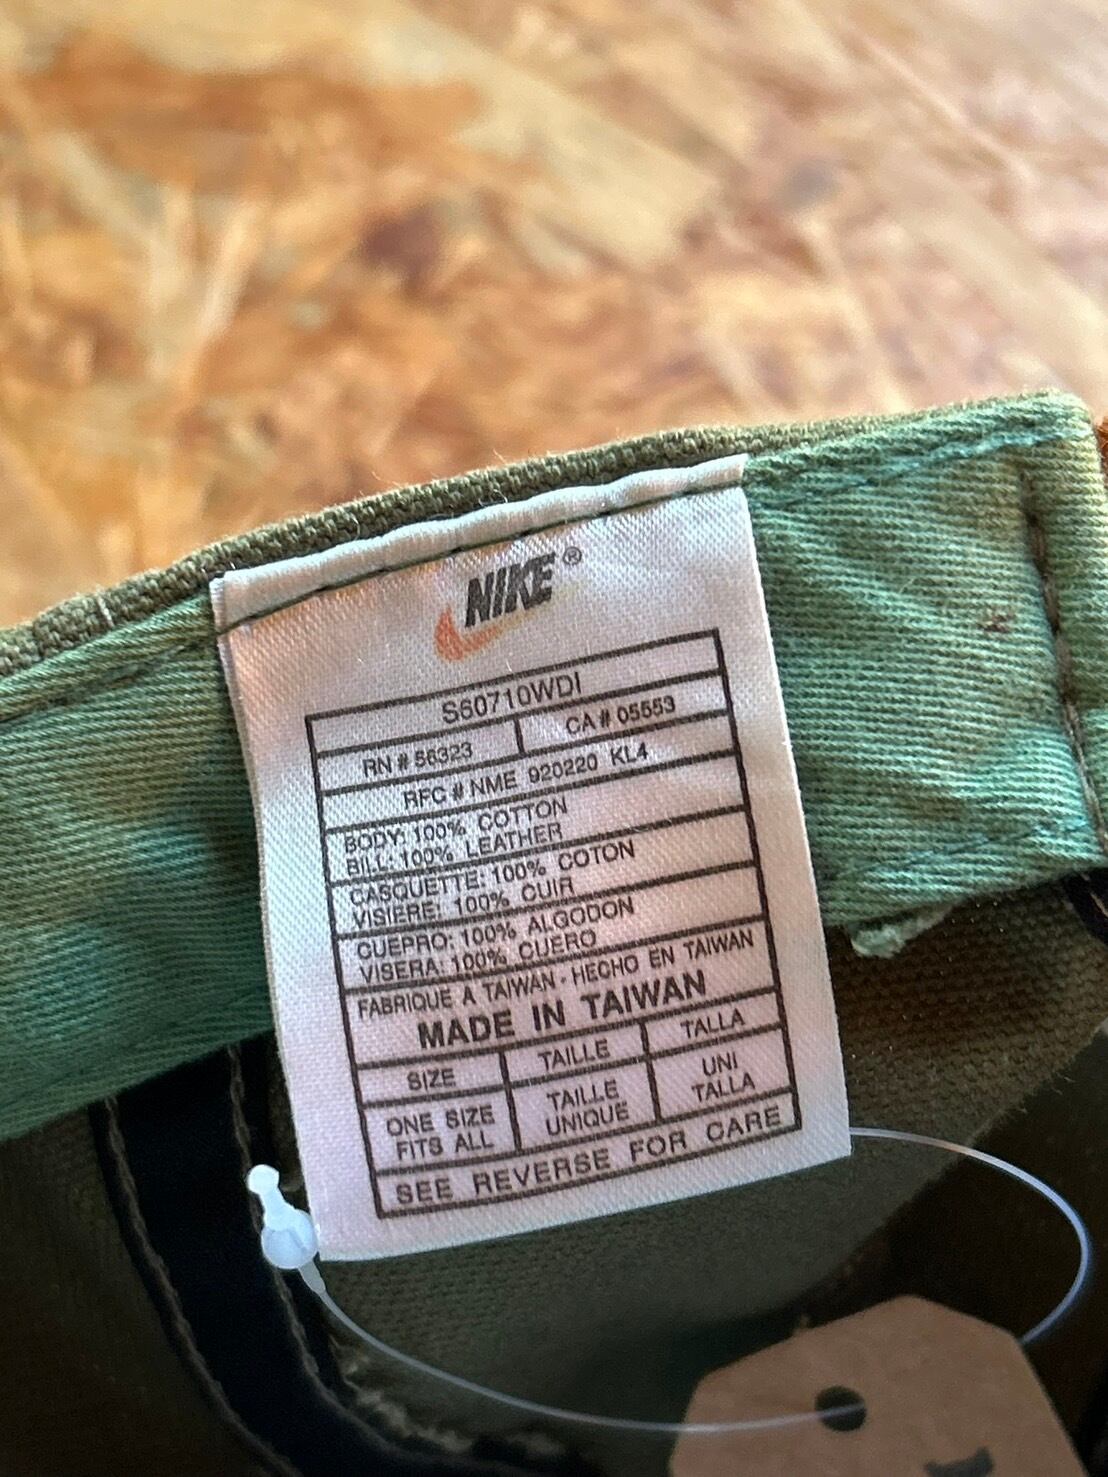 NIKE®
S60710WDI
RN # 56323 CA # 05553
RFC # NME 920220 KL4
BODY: 100% COTTON
BILL: 100% LEATHER
CASQUETTE: 100% COTON
VISIERE: 100% CUIR
CUEPRO: 100% ALGODON
VISERA: 100% CUERO
FABRIQUE A TAIWAN · HECHO EN TAIWAN
MADE IN TAIWAN
SIZE TAILLE TALLA
ONE SIZE TAILLE UNI
FITS ALL UNIQUE TALLA
SEE REVERSE FOR CARE